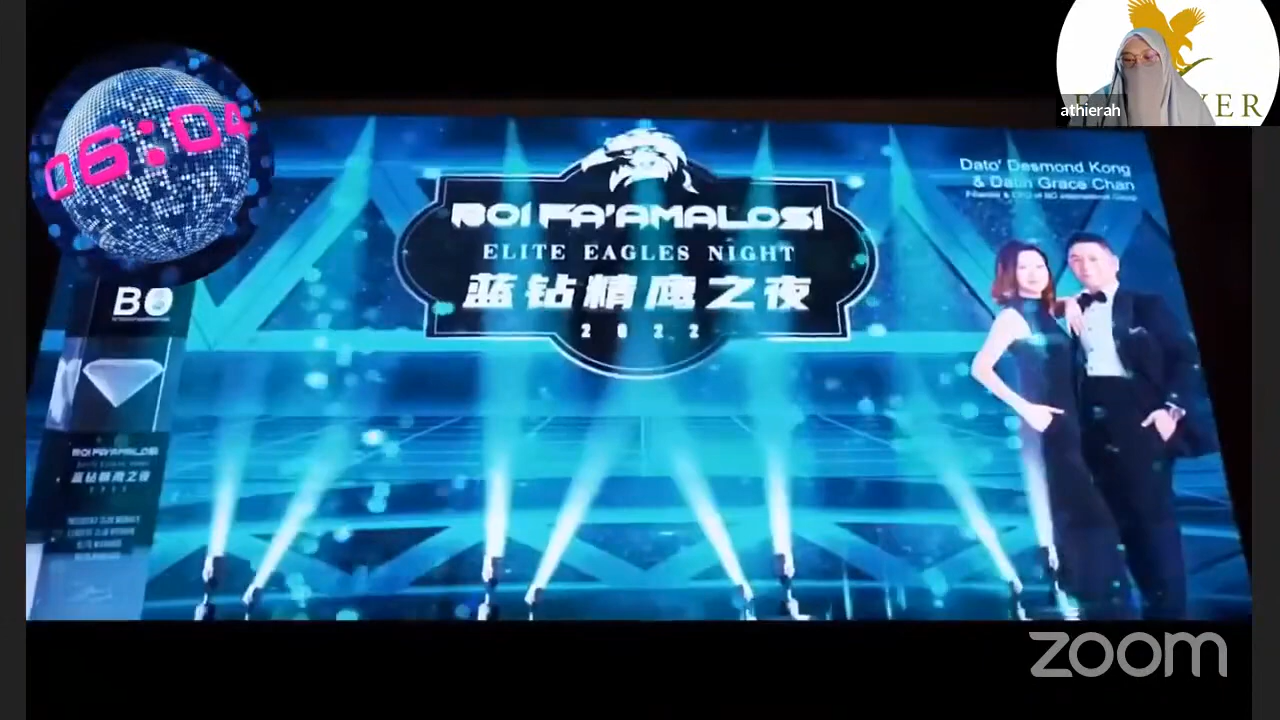 06:04
athierah
Dato' Desmond Kong
& Datin Grace Chan
ROI FA'AMALOSI
ELITE EAGLES NIGHT
蓝钻精鹰之夜
2022
BO
ROI FA'AMALOSI
蓝钻精鹰之夜
zoom